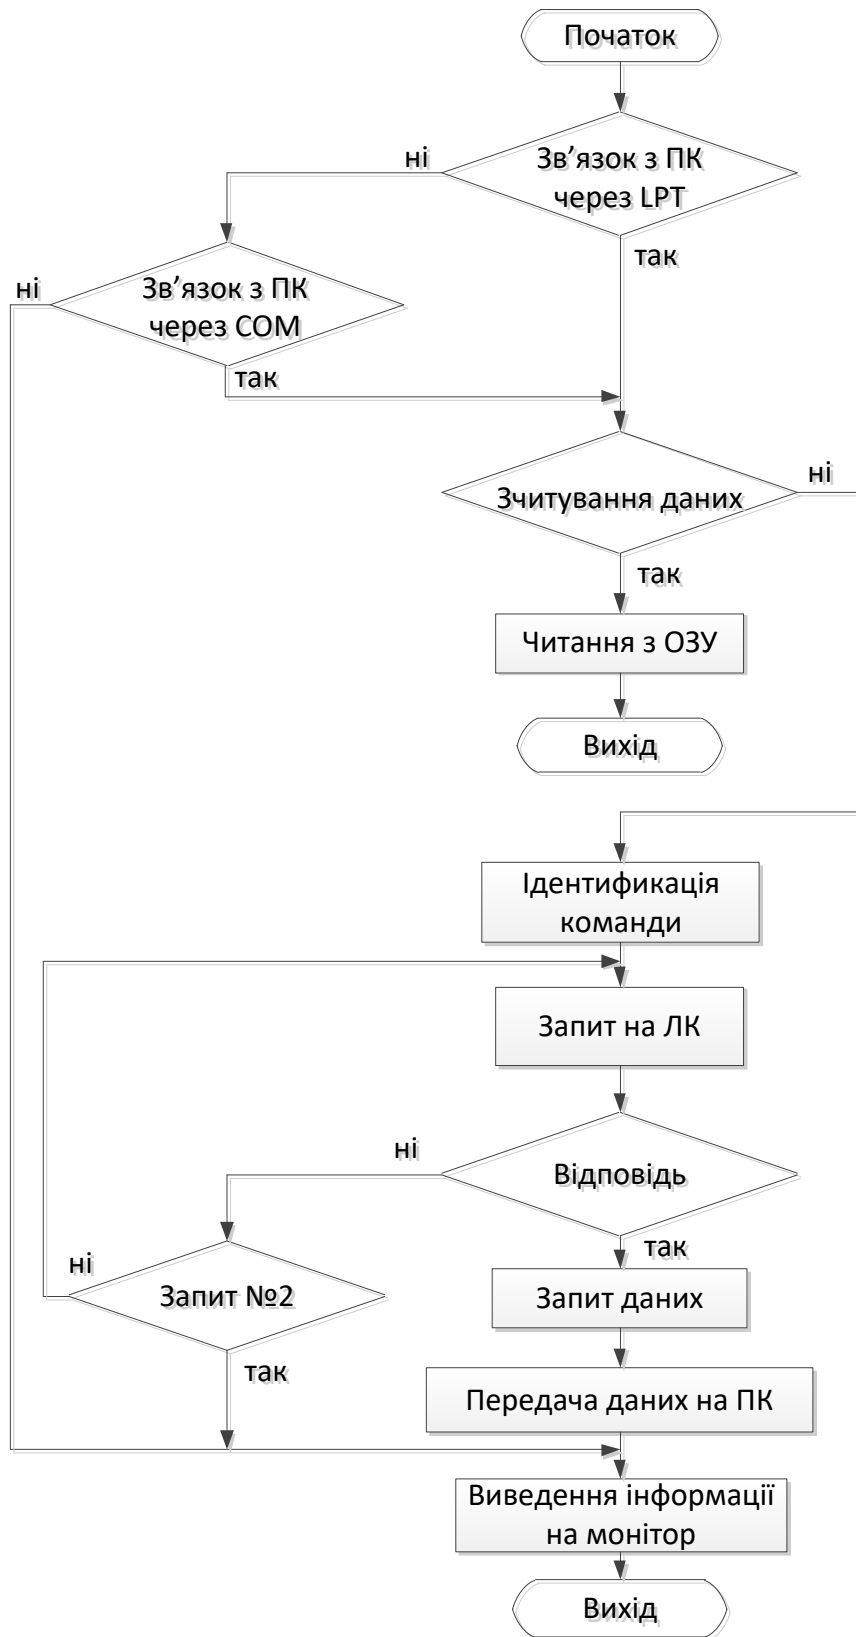 Початок
ні
Зв’язок з ПК
через LPT
так
ні
Зв’язок з ПК
через COM
так
ні
Зчитування даних
так
Читання з ОЗУ
Вихід
Ідентификація
команди
Запит на ЛК
ні
Відповідь
так
ні
Запит №2
Запит даних
так
Передача даних на ПК
Виведення інформації
на монітор
Вихід